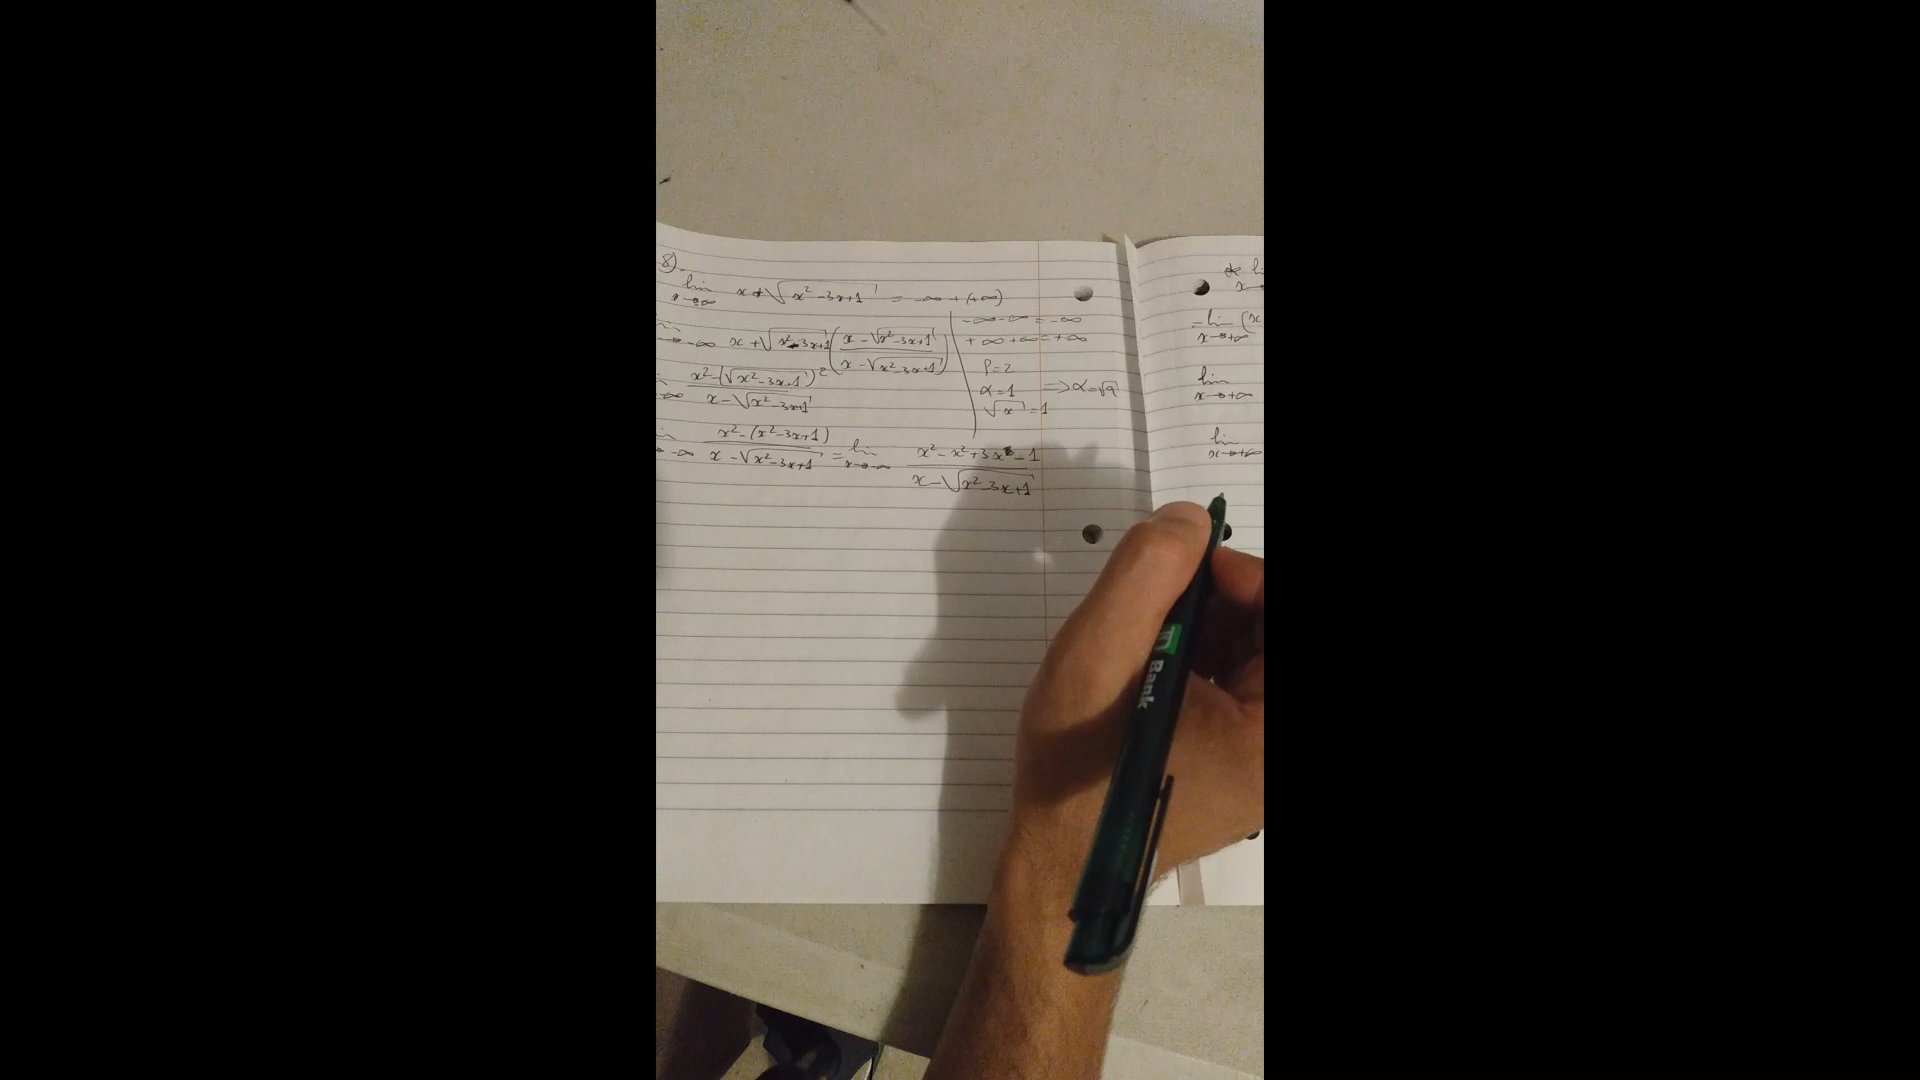 8)
lim x→-∞ x+√(x²-3x+1) = -∞ + (+∞)
-∞ x + √(x²-3x+1) ((x - √(x²-3x+1))/(x - √(x²-3x+1)))
(x² - (√(x²-3x+1))²)/(x - √(x²-3x+1))
-∞ (x² - (x²-3x+1))/(x - √(x²-3x+1)) = lim x→-∞ (x² - x² + 3x - 1)/(x - √(x²-3x+1))
-∞ -∞ = -∞
+∞ +∞ = +∞
P=2
α=1 ⇒ α=√a
√x = 1
* li
x→
= lim (x
x→+∞
lim
x→+∞
lim
x→+∞
TD Bank